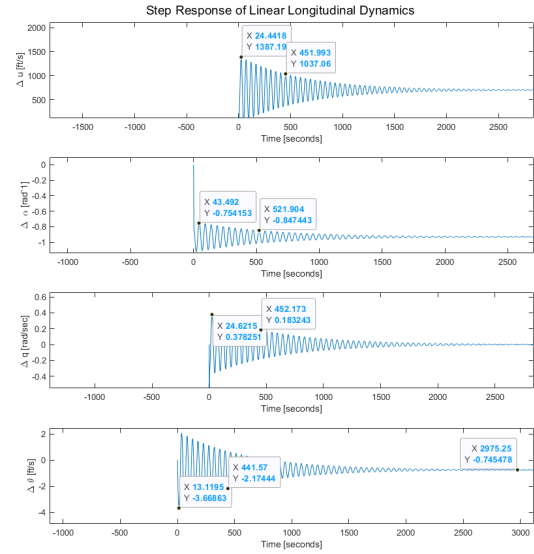 Step Response of Linear Longitudinal Dynamics
Δ u [ft/s]
2000
1500
1000
500
X 24.4418
Y 1387.19
X 451.993
Y 1037.06
-1500 -1000 -500 0 500 1000 1500 2000 2500
Time [seconds]
Δ α [rad⁻1]
0
-0.2
-0.4
-0.6
-0.8
-1
X 43.492
Y -0.754153
X 521.904
Y -0.847443
-1000 -500 0 500 1000 1500 2000 2500
Time [seconds]
Δ q [rad/sec]
0.6
0.4
0.2
0
-0.2
-0.4
X 24.6215
Y 0.378251
X 452.173
Y 0.183243
-1000 -500 0 500 1000 1500 2000 2500
Time [seconds]
Δ θ [ft/s]
2
0
-2
-4
X 13.1195
Y -3.66863
X 441.57
Y -2.17444
X 2975.25
Y -0.745478
-1000 -500 0 500 1000 1500 2000 2500 3000
Time [seconds]